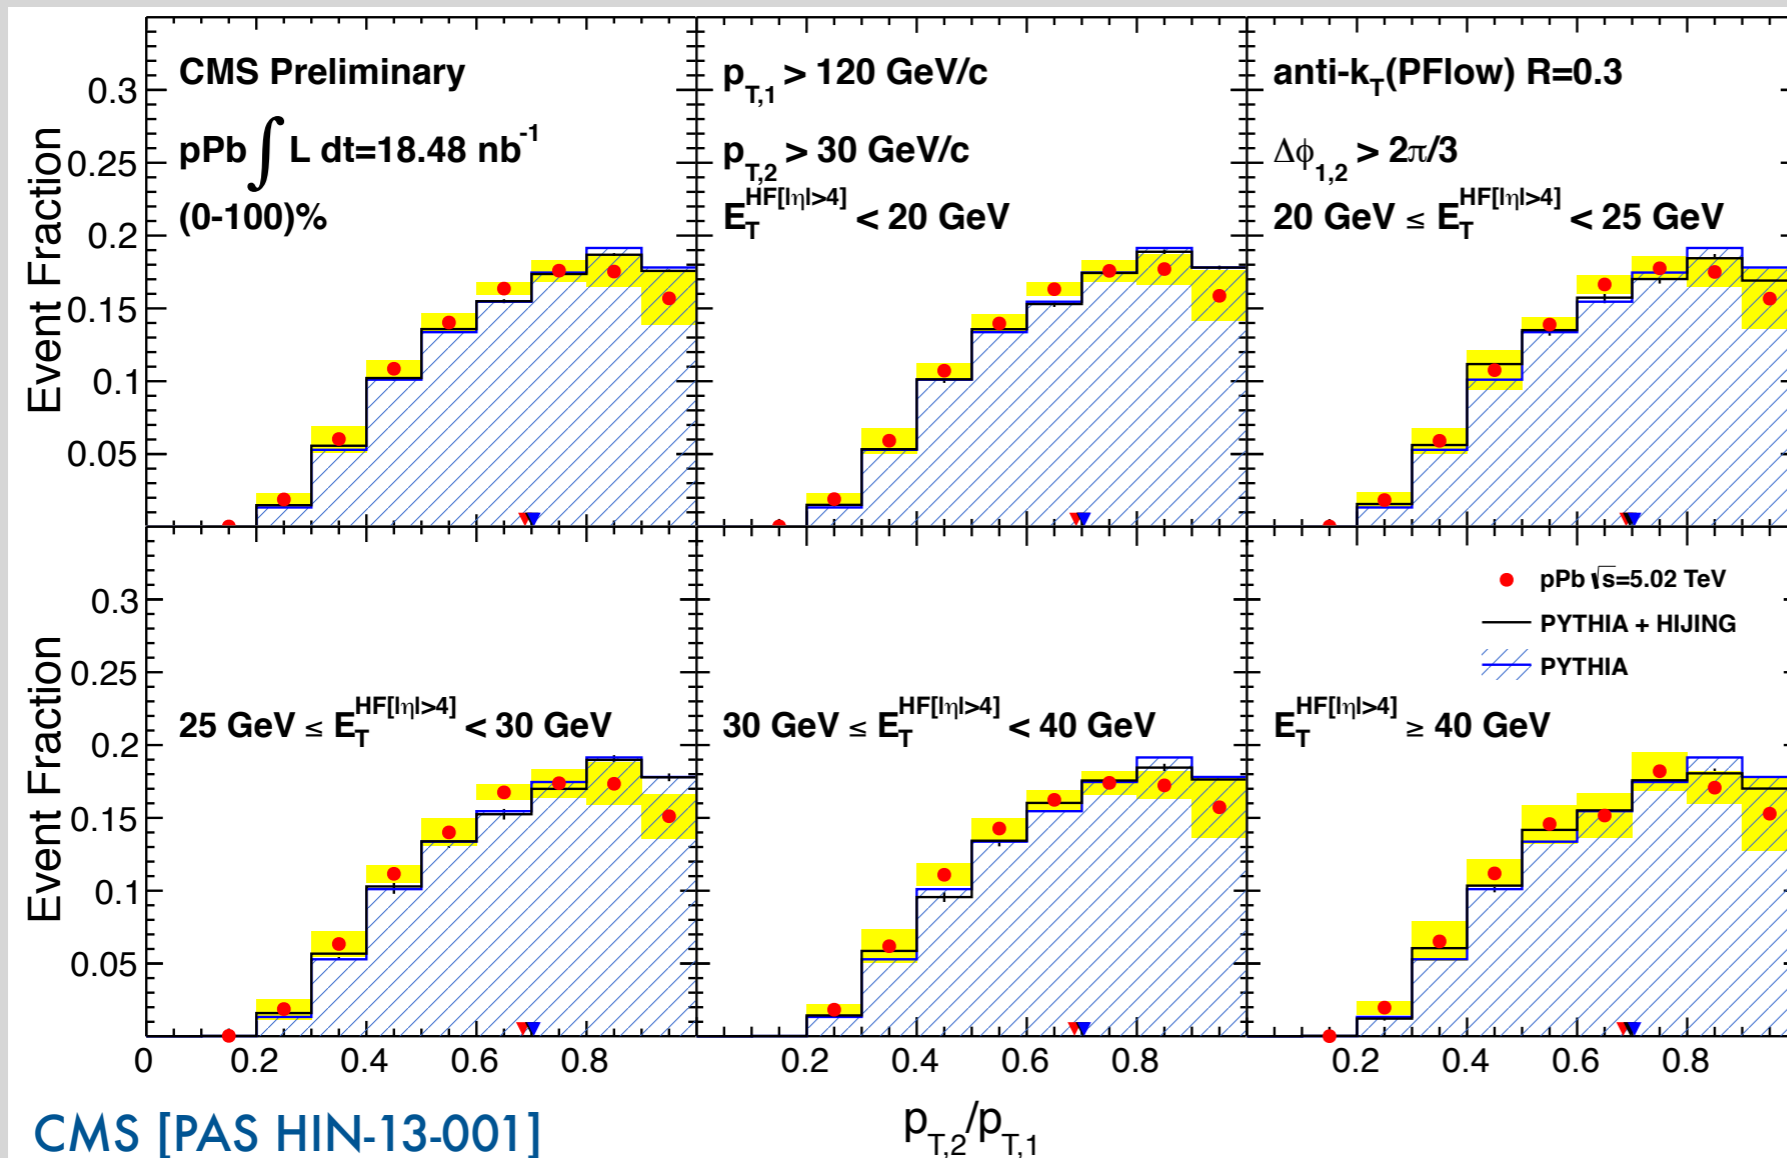 CMS Preliminary
pPb ∫ L dt=18.48 nb⁻¹
(0-100)%
p_T,1 > 120 GeV/c
p_T,2 > 30 GeV/c
E_T^HF[|η|>4] < 20 GeV
anti-k_T(PFlow) R=0.3
Δϕ_1,2 > 2π/3
20 GeV ≤ E_T^HF[|η|>4] < 25 GeV
Event Fraction
0.3
0.25
0.2
0.15
0.1
0.05
25 GeV ≤ E_T^HF[|η|>4] < 30 GeV
30 GeV ≤ E_T^HF[|η|>4] < 40 GeV
pPb √s=5.02 TeV
PYTHIA + HIJING
PYTHIA
E_T^HF[|η|>4] ≥ 40 GeV
Event Fraction
0.3
0.25
0.2
0.15
0.1
0.05
0 0.2 0.4 0.6 0.8
0.2 0.4 0.6 0.8
0.2 0.4 0.6 0.8
p_T,2/p_T,1
CMS [PAS HIN-13-001]